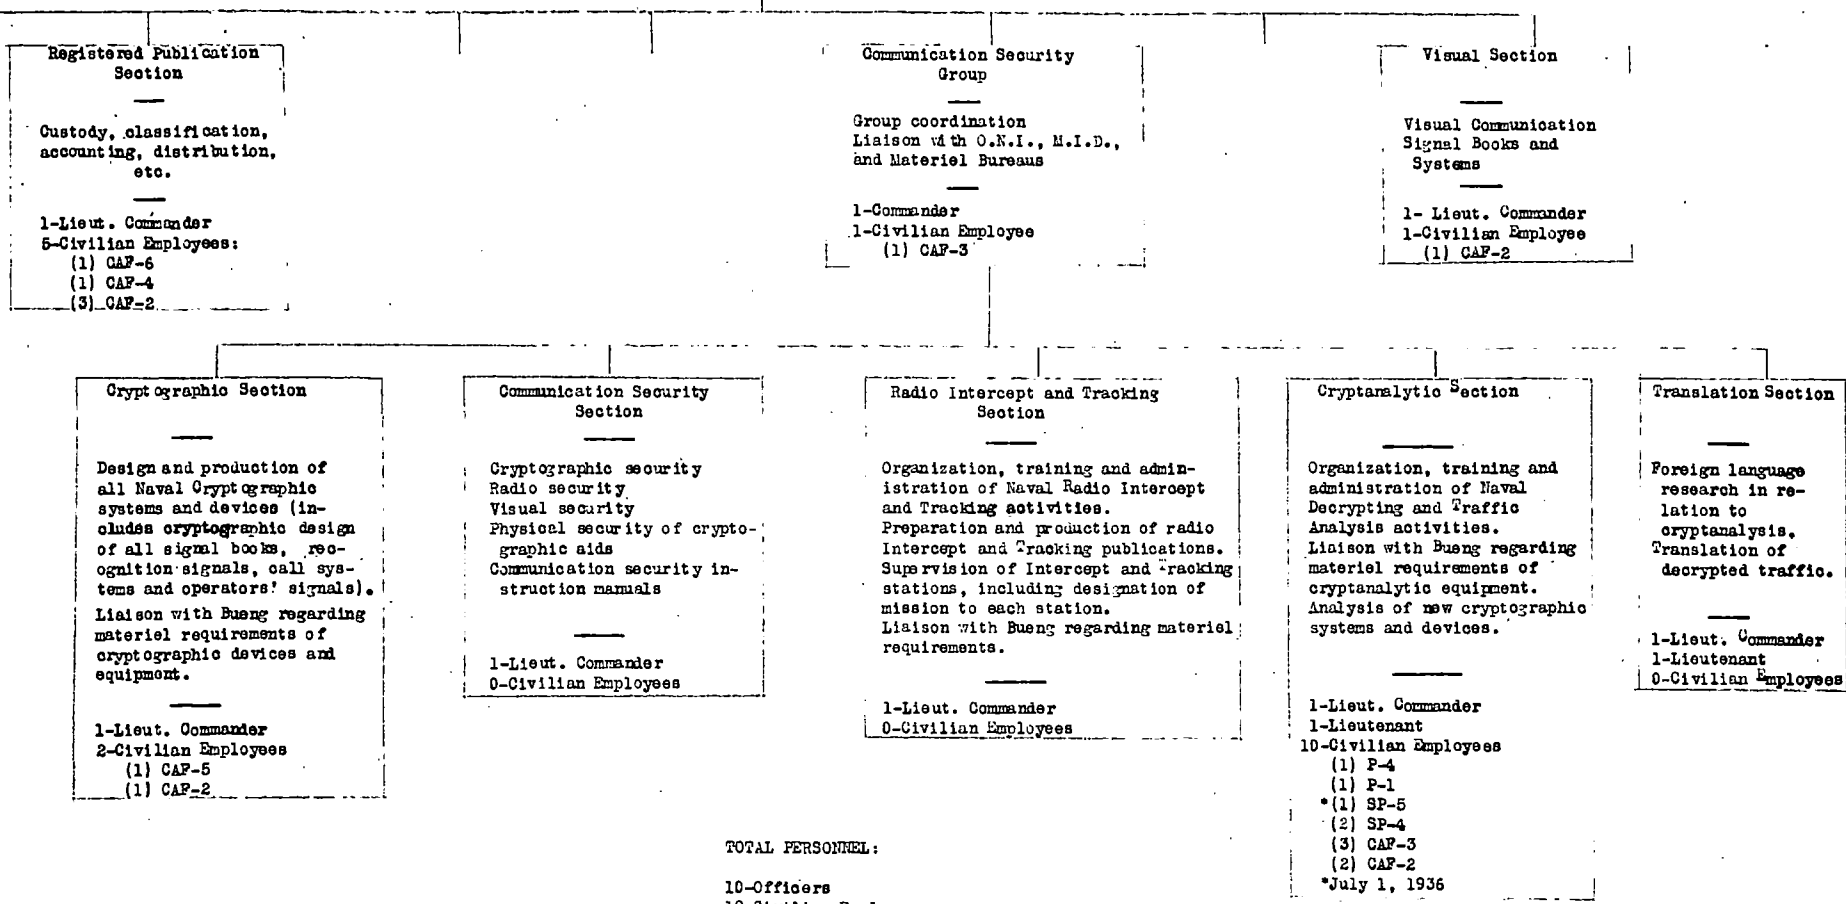 Registered Publication
Section
Custody, classification,
accounting, distribution,
etc.
1-Lieut. Commander
5-Civilian Employees:
(1) CAF-6
(1) CAF-4
(3) CAF-2
Communication Security
Group
Group coordination
Liaison with O.N.I., M.I.D.,
and Materiel Bureaus
1-Commander
1-Civilian Employee
(1) CAF-3
Visual Section
Visual Communication
Signal Books and
Systems
1- Lieut. Commander
1-Civilian Employee
(1) CAF-2
Cryptographic Section
Design and production of
all Naval Cryptographic
systems and devices (in-
cludes cryptographic design
of all signal books, rec-
ognition signals, call sys-
tems and operators' signals).
Liaison with Bueng regarding
materiel requirements of
cryptographic devices and
equipment.
1-Lieut. Commander
2-Civilian Employees
(1) CAF-5
(1) CAF-2
Communication Security
Section
Cryptographic security
Radio security
Visual security
Physical security of crypto-
graphic aids
Communication security in-
struction manuals
1-Lieut. Commander
0-Civilian Employees
Radio Intercept and Tracking
Section
Organization, training and admin-
istration of Naval Radio Intercept
and Tracking activities.
Preparation and production of radio
Intercept and Tracking publications.
Supervision of Intercept and Tracking
stations, including designation of
mission to each station.
Liaison with Bueng regarding materiel
requirements.
1-Lieut. Commander
0-Civilian Employees
Cryptanalytic Section
Organization, training and
administration of Naval
Decrypting and Traffic
Analysis activities.
Liaison with Bueng regarding
materiel requirements of
cryptanalytic equipment.
Analysis of new cryptographic
systems and devices.
1-Lieut. Commander
1-Lieutenant
10-Civilian Employees
(1) P-4
(1) P-1
*(1) SP-5
(2) SP-4
(3) CAF-3
(2) CAF-2
*July 1, 1936
Translation Section
Foreign language
research in re-
lation to
cryptanalysis.
Translation of
decrypted traffic.
1-Lieut. Commander
1-Lieutenant
0-Civilian Employees
TOTAL PERSONNEL:
10-Officers